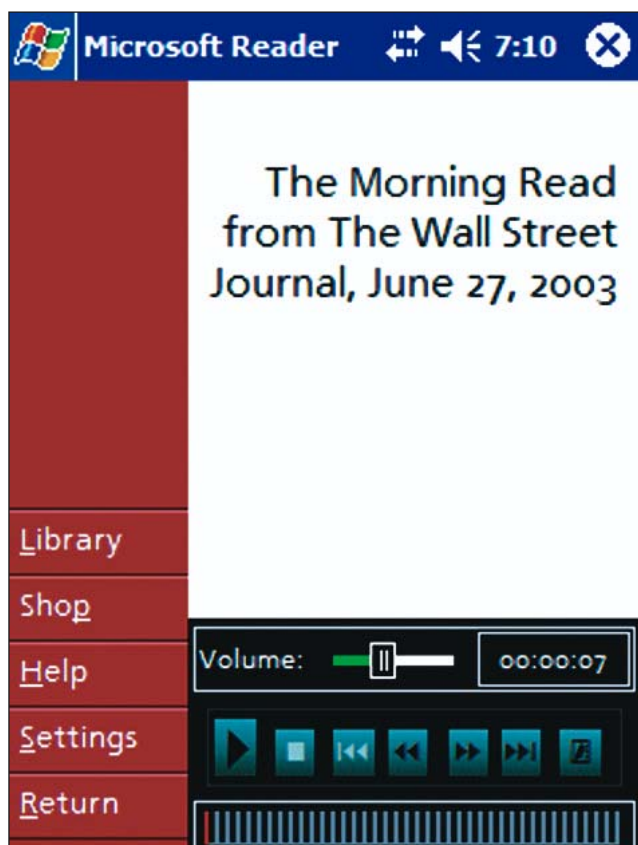 Microsoft Reader 7:10
The Morning Read
from The Wall Street
Journal, June 27, 2003
Library
Shop
Help
Settings
Return
Volume: 00:00:07